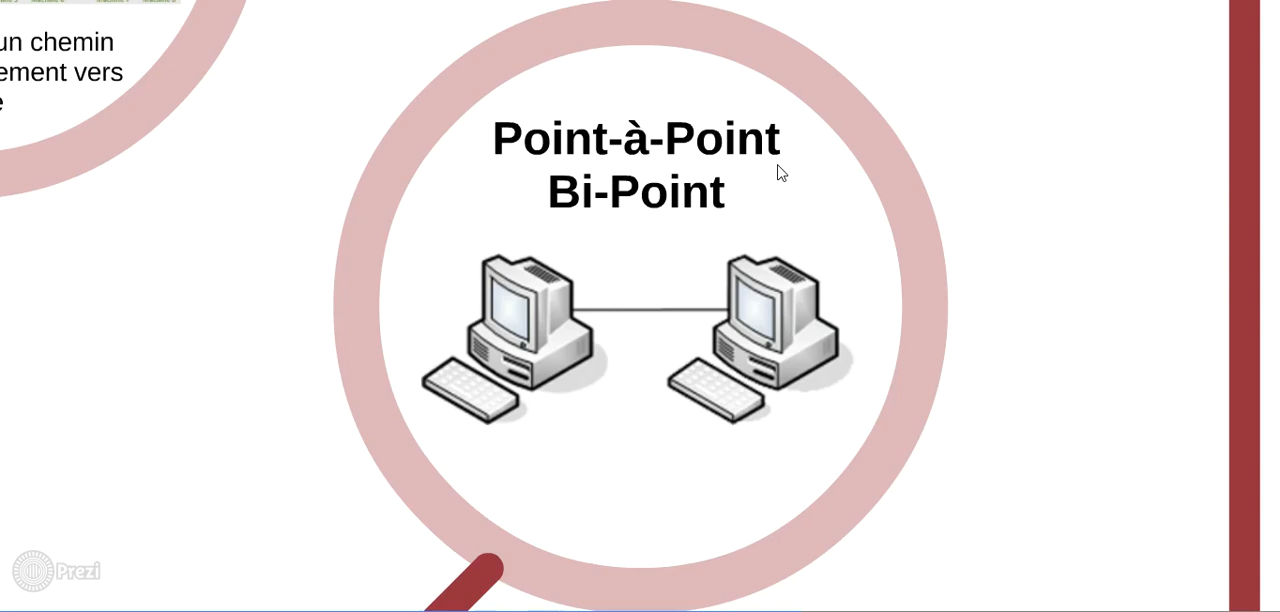 un chemin
ement vers
e
Point-à-Point
Bi-Point
Prezi